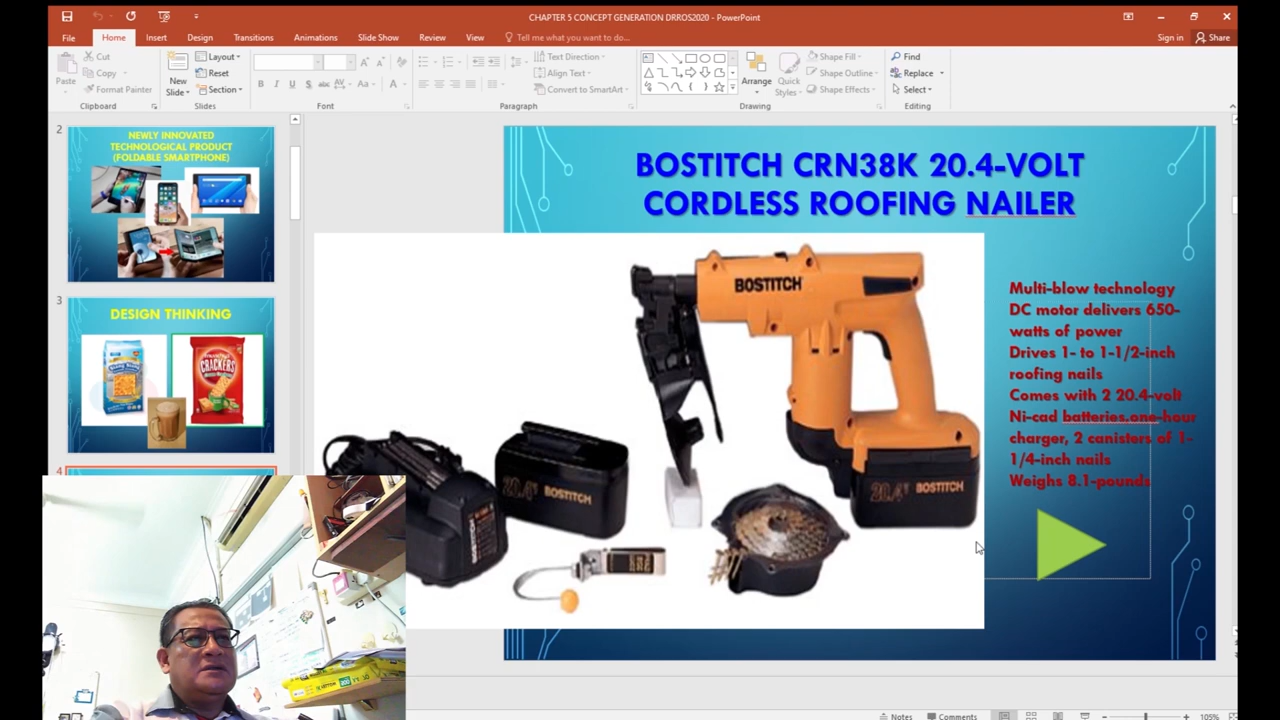 CHAPTER 5 CONCEPT GENERATION DRROS2020 - PowerPoint
File Home Insert Design Transitions Animations Slide Show Review View Tell me what you want to do... Sign in Share
Paste
Cut
Copy
Format Painter
Clipboard
New
Slide
Layout
Reset
Section
Slides
B I U S abc AV Aa A
Font
Text Direction
Align Text
Convert to SmartArt
Paragraph
Arrange
Quick
Styles
Shape Fill
Shape Outline
Shape Effects
Drawing
Find
Replace
Select
Editing
2
NEWLY INNOVATED
TECHNOLOGICAL PRODUCT
(FOLDABLE SMARTPHONE)
3
DESIGN THINKING
CRACKERS
4
BOSTITCH CRN38K 20.4-VOLT
CORDLESS ROOFING NAILER
BOSTITCH
20.4V BOSTITCH
20.4V BOSTITCH
BOSTITCH
Multi-blow technology
DC motor delivers 650-
watts of power
Drives 1- to 1-1/2-inch
roofing nails
Comes with 2 20.4-volt
Ni-cad batteries.one-hour
charger, 2 canisters of 1-
1/4-inch nails
Weighs 8.1-pounds
Notes Comments 105%